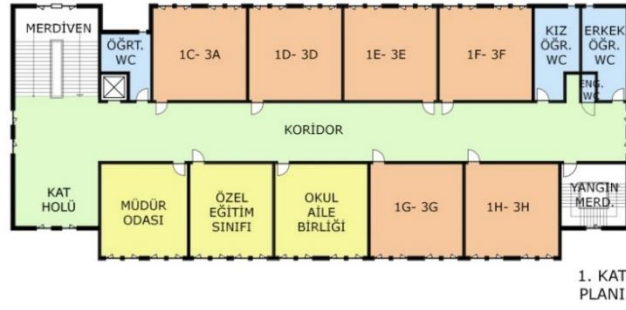 MERDİVEN
ÖĞRT.
WC
1C- 3A
1D- 3D
1E- 3E
1F- 3F
KIZ
ÖĞR.
WC
ERKEK
ÖĞR.
WC
ENG.
WC
KORİDOR
KAT
HOLÜ
MÜDÜR
ODASI
ÖZEL
EĞİTİM
SINIFI
OKUL
AİLE
BİRLİĞİ
1G- 3G
1H- 3H
YANGIN
MERD.
1. KAT
PLANI